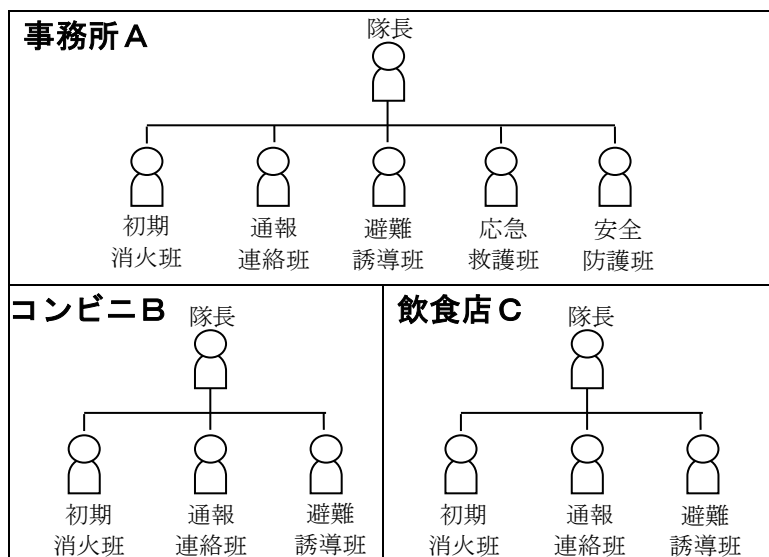 事務所A
隊長
初期
消火班
通報
連絡班
避難
誘導班
応急
救護班
安全
防護班
コンビニB
隊長
初期
消火班
通報
連絡班
避難
誘導班
飲食店C
隊長
初期
消火班
通報
連絡班
避難
誘導班